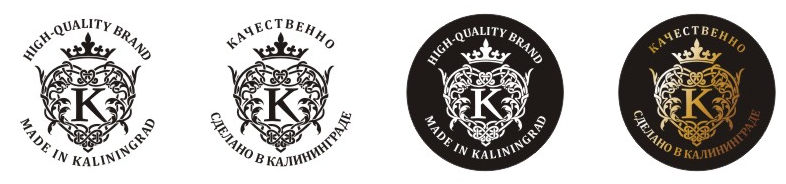 HIGH-QUALITY BRAND
K
MADE IN KALININGRAD
КАЧЕСТВЕННО
K
СДЕЛАНО В КАЛИНИНГРАДЕ
HIGH-QUALITY BRAND
K
MADE IN KALININGRAD
КАЧЕСТВЕННО
K
СДЕЛАНО В КАЛИНИНГРАДЕ